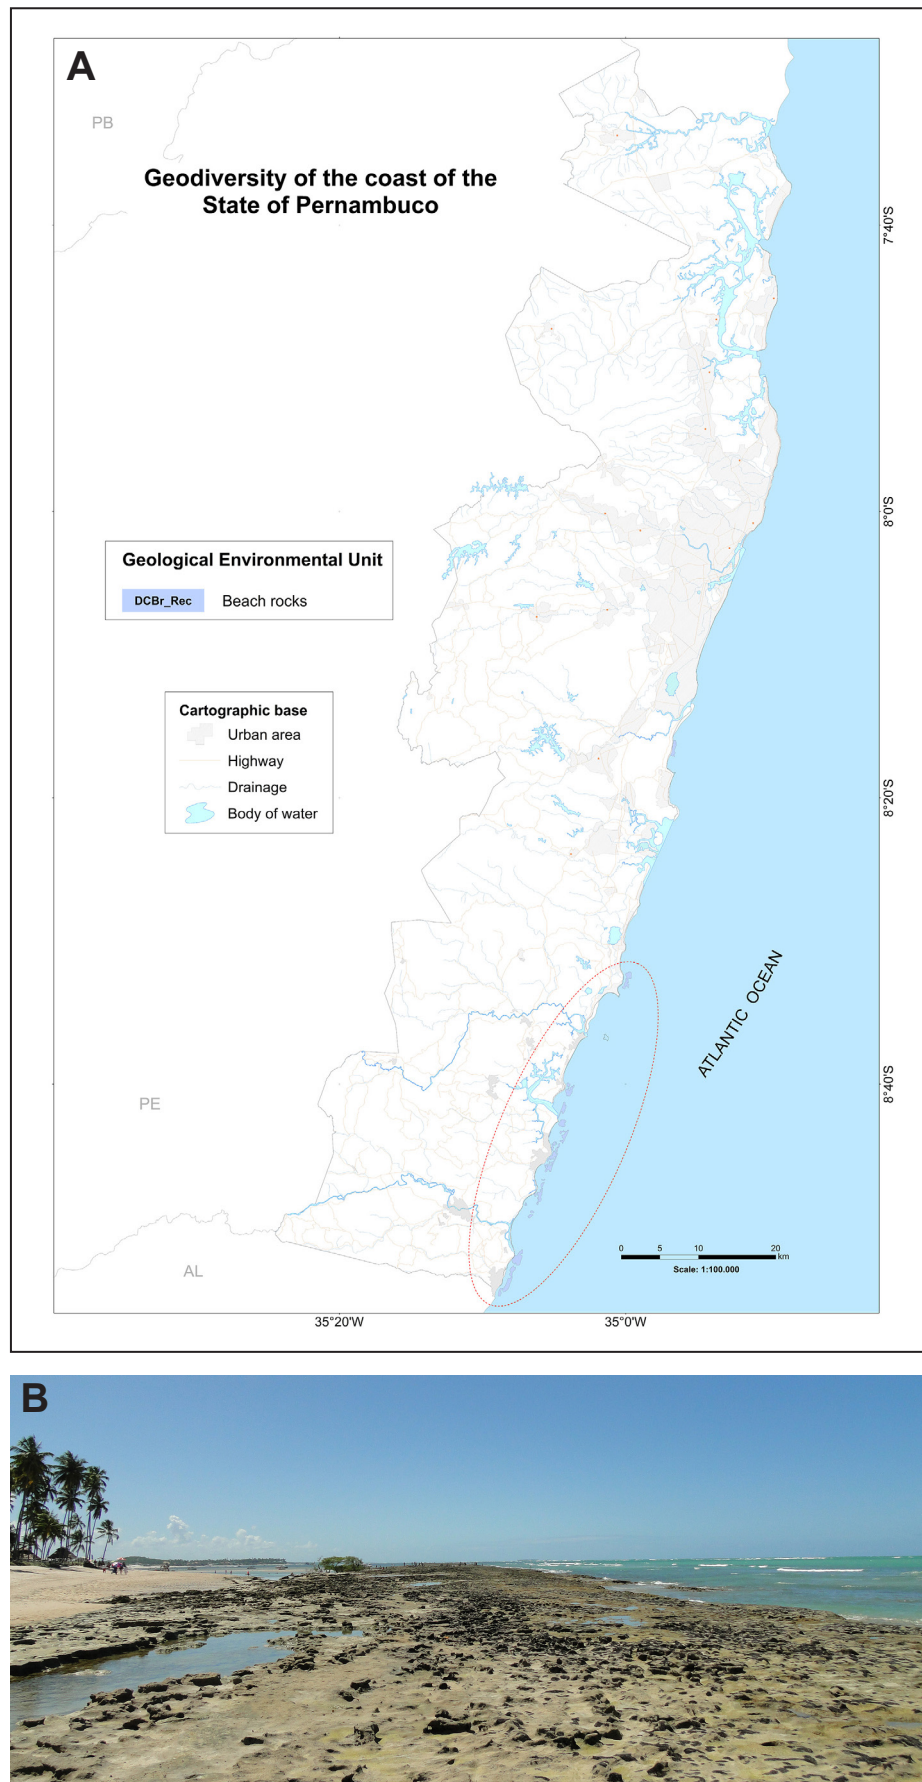 A
PB
Geodiversity of the coast of the
State of Pernambuco
7°40'S
8°0'S
Geological Environmental Unit
DCBr_Rec Beach rocks
Cartographic base
Urban area
Highway
Drainage
Body of water
8°20'S
ATLANTIC OCEAN
8°40'S
PE
AL
0 5 10 20
km
Scale: 1:100.000
35°20'W 35°0'W
B